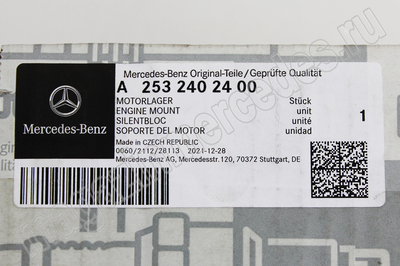 Mercedes-Benz Original-Teile/Geprüfte Qualität
A 253 240 24 00
MOTORLAGER Stück
ENGINE MOUNT unit
SILENTBLOC unité
SOPORTE DEL MOTOR unidad
1
Made in CZECH REPUBLIC
0060/2112/28113 2021-12-28
Mercedes-Benz AG, Mercedesstr.120, 70372 Stuttgart, DE
Mercedes-Benz